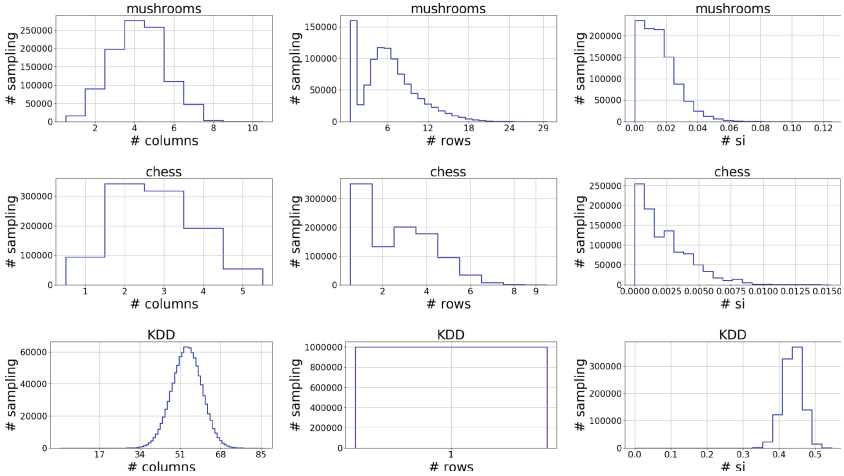 mushrooms
# sampling
250000
200000
150000
100000
50000
0
2 4 6 8 10
# columns
mushrooms
# sampling
150000
100000
50000
0
6 12 18 24 29
# rows
mushrooms
# sampling
200000
150000
100000
50000
0
0.00 0.02 0.04 0.06 0.08 0.10 0.12
# si
chess
# sampling
300000
200000
100000
0
1 2 3 4 5
# columns
chess
# sampling
300000
200000
100000
0
2 4 6 8 9
# rows
chess
# sampling
250000
200000
150000
100000
50000
0
0.0000 0.0025 0.0050 0.0075 0.0100 0.0125 0.0150
# si
KDD
# sampling
60000
40000
20000
0
17 34 51 68 85
# columns
KDD
# sampling
1000000
800000
600000
400000
200000
0
1
# rows
KDD
# sampling
300000
200000
100000
0
0.0 0.1 0.2 0.3 0.4 0.5
# si